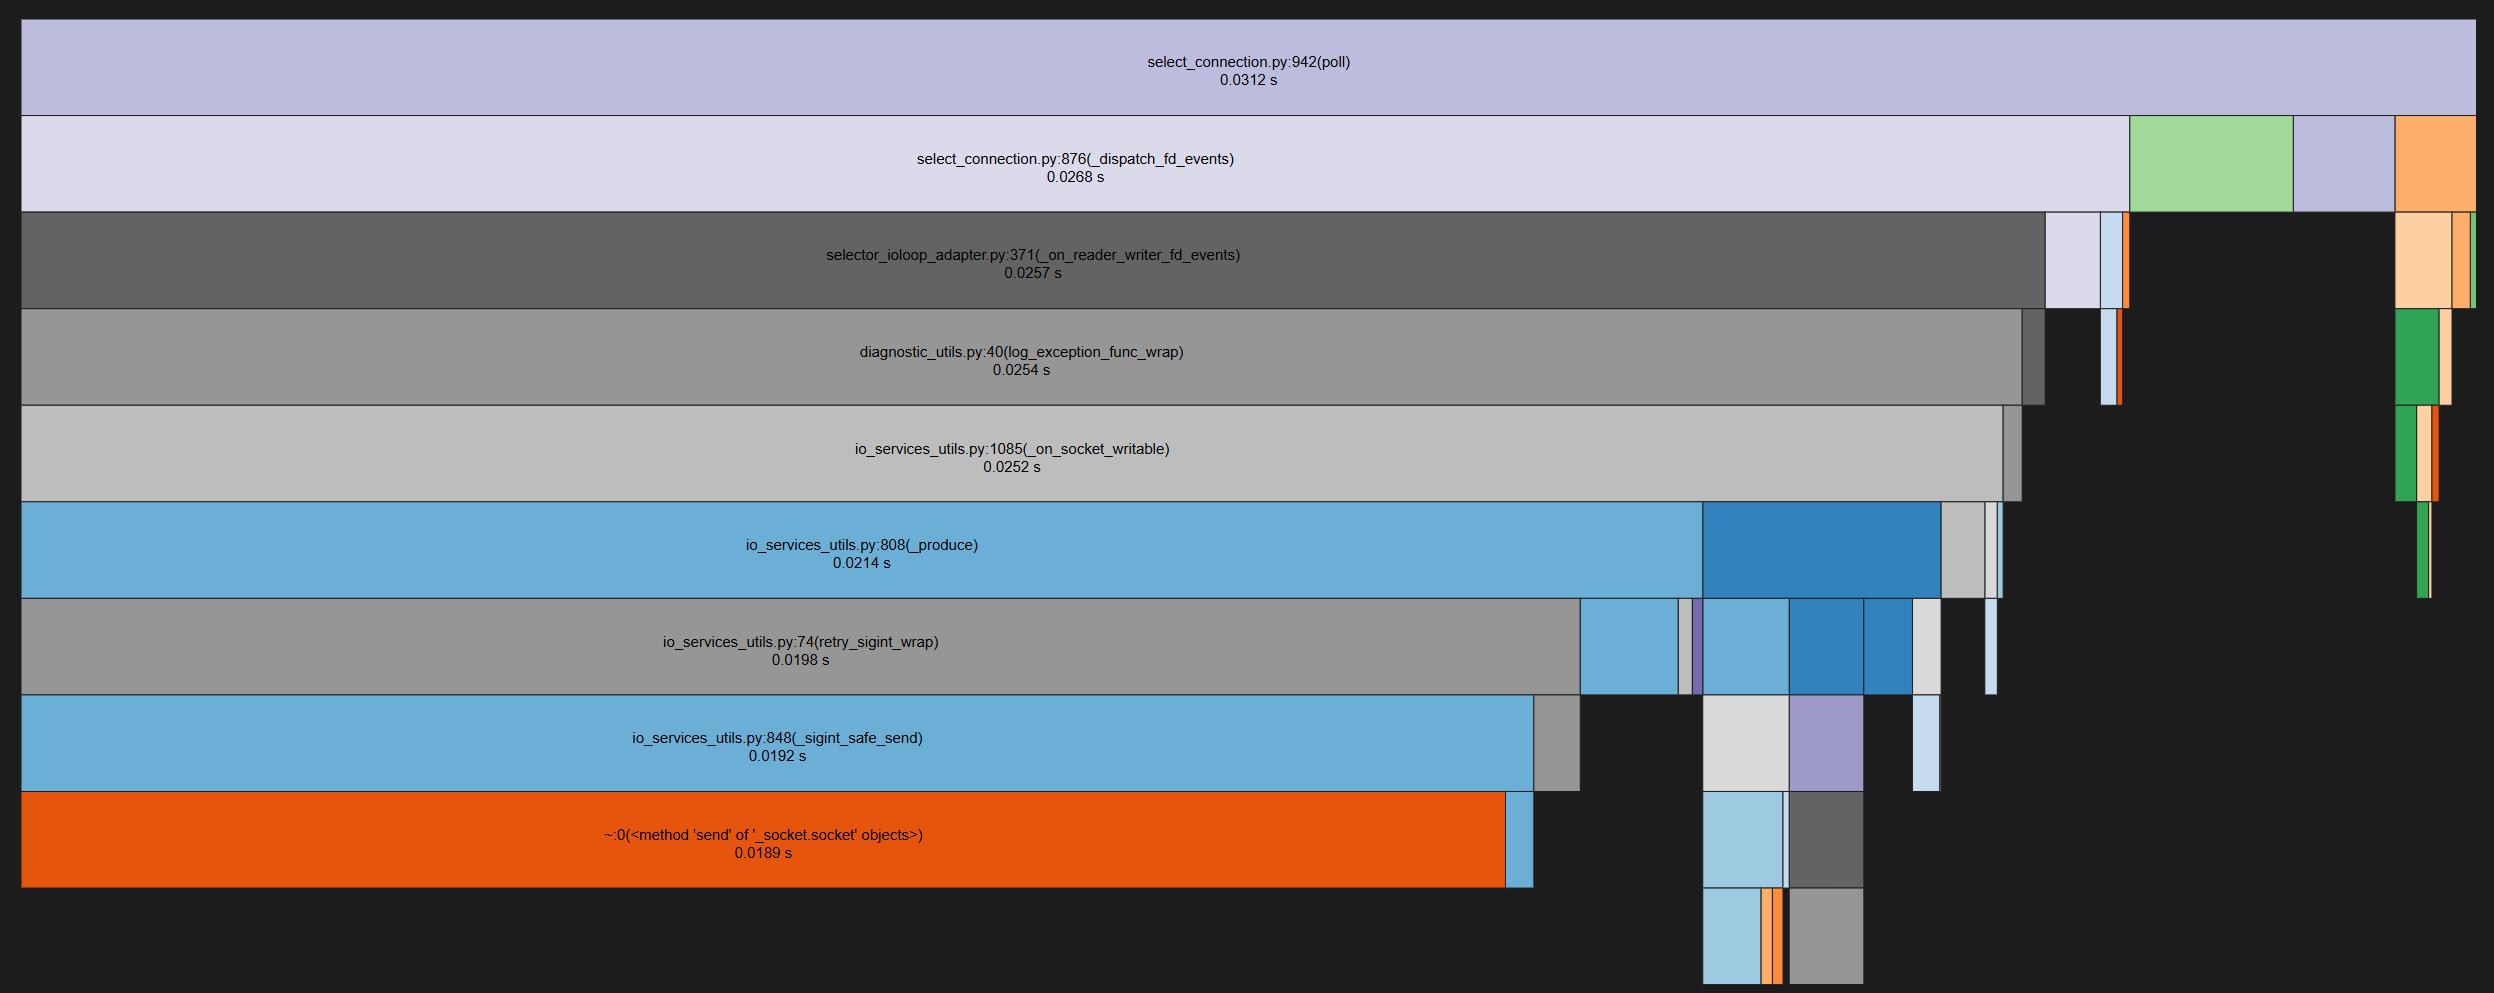 select_connection.py:942(poll)
0.0312 s
select_connection.py:876(_dispatch_fd_events)
0.0268 s
selector_ioloop_adapter.py:371(_on_reader_writer_fd_events)
0.0257 s
diagnostic_utils.py:40(log_exception_func_wrap)
0.0254 s
io_services_utils.py:1085(_on_socket_writable)
0.0252 s
io_services_utils.py:808(_produce)
0.0214 s
io_services_utils.py:74(retry_sigint_wrap)
0.0198 s
io_services_utils.py:848(_sigint_safe_send)
0.0192 s
~:0(<method 'send' of '_socket.socket' objects>)
0.0189 s